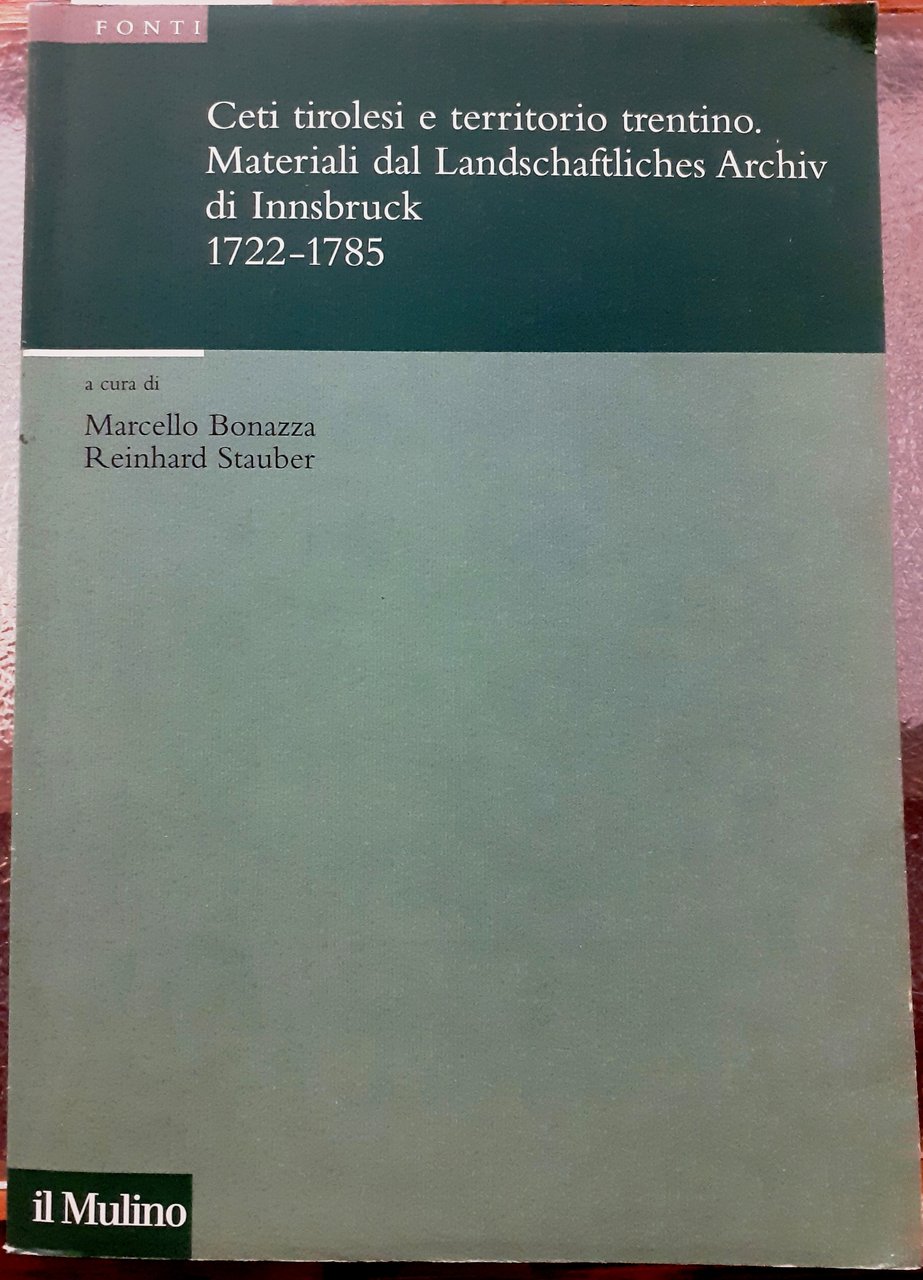 FONTI
Ceti tirolesi e territorio trentino.
Materiali dal Landschaftliches Archiv
di Innsbruck
1722-1785
a cura di
Marcello Bonazza
Reinhard Stauber
il Mulino